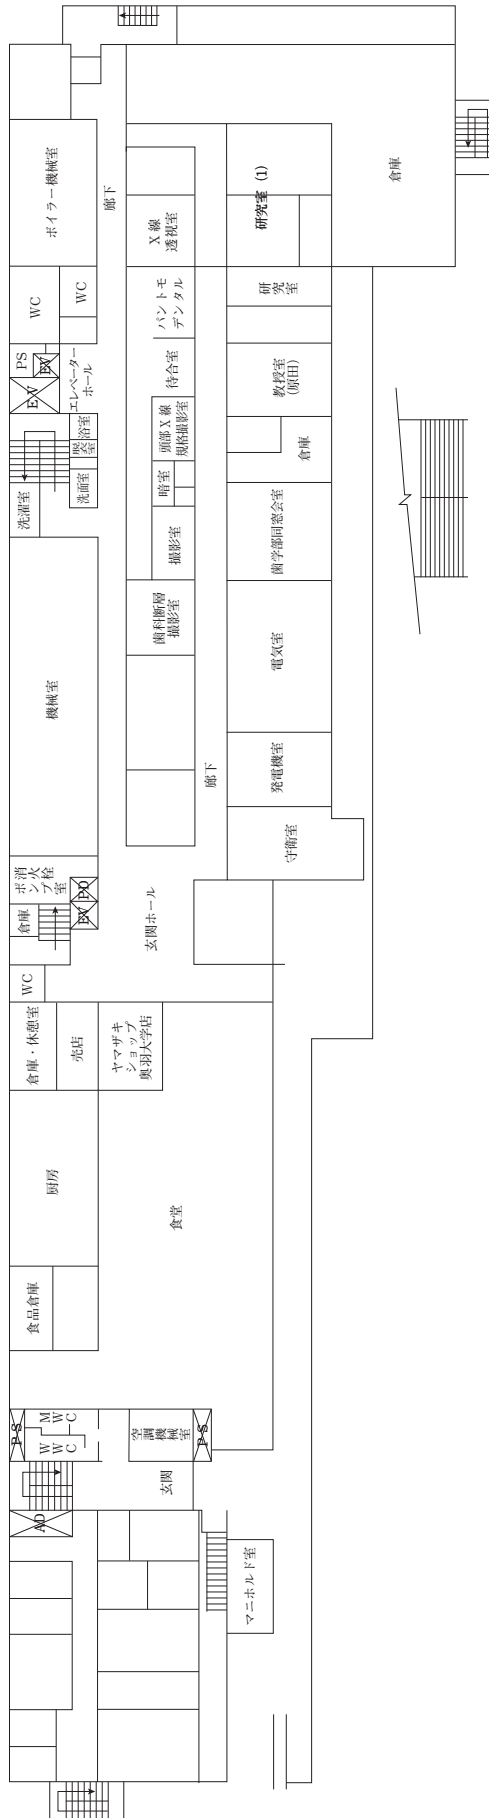 ボイラー機械室
廊下
X線
透視室
研究室 (1)
倉庫
WC
WC
PS
EV
EV
エレベーター
ホール
パントモ
デンタル
待合室
研究
室
教授室
(原田)
倉庫
浴室
脱衣
室
洗面室
洗濯室
頭部X線
規格撮影室
暗室
撮影室
歯学部同窓会室
歯科断層
撮影室
機械室
電気室
廊下
発電機室
守衛室
消火栓
ポンプ室
PD
EV
倉庫
玄関ホール
WC
倉庫・休憩室
売店
ヤマザキ
ショップ
奥羽大学店
厨房
食堂
食品倉庫
PS
M
WC
W
WC
空調
機械
室
PS
玄関
AD
マニホルド室